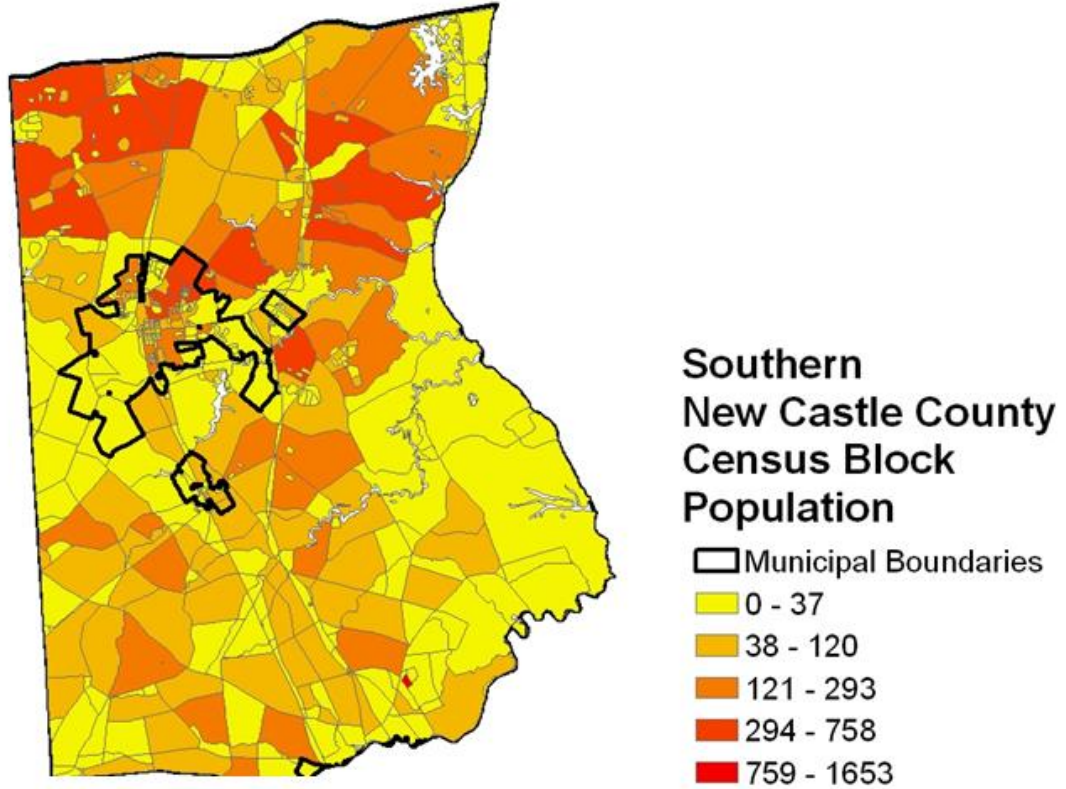 Southern
New Castle County
Census Block
Population
Municipal Boundaries
0 - 37
38 - 120
121 - 293
294 - 758
759 - 1653